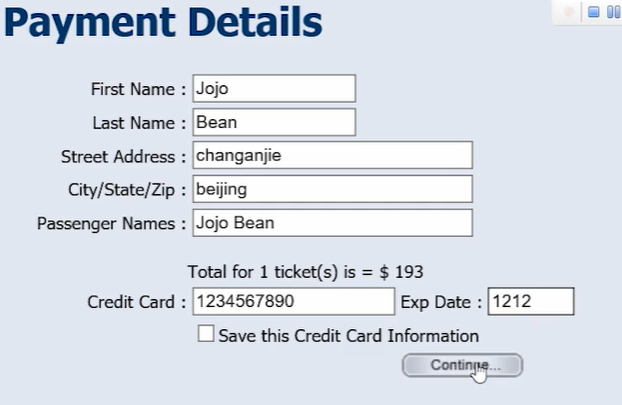 Payment Details
First Name : Jojo
Last Name : Bean
Street Address : changanjie
City/State/Zip : beijing
Passenger Names : Jojo Bean
Total for 1 ticket(s) is = $ 193
Credit Card : 1234567890 Exp Date : 1212
Save this Credit Card Information
Continue...